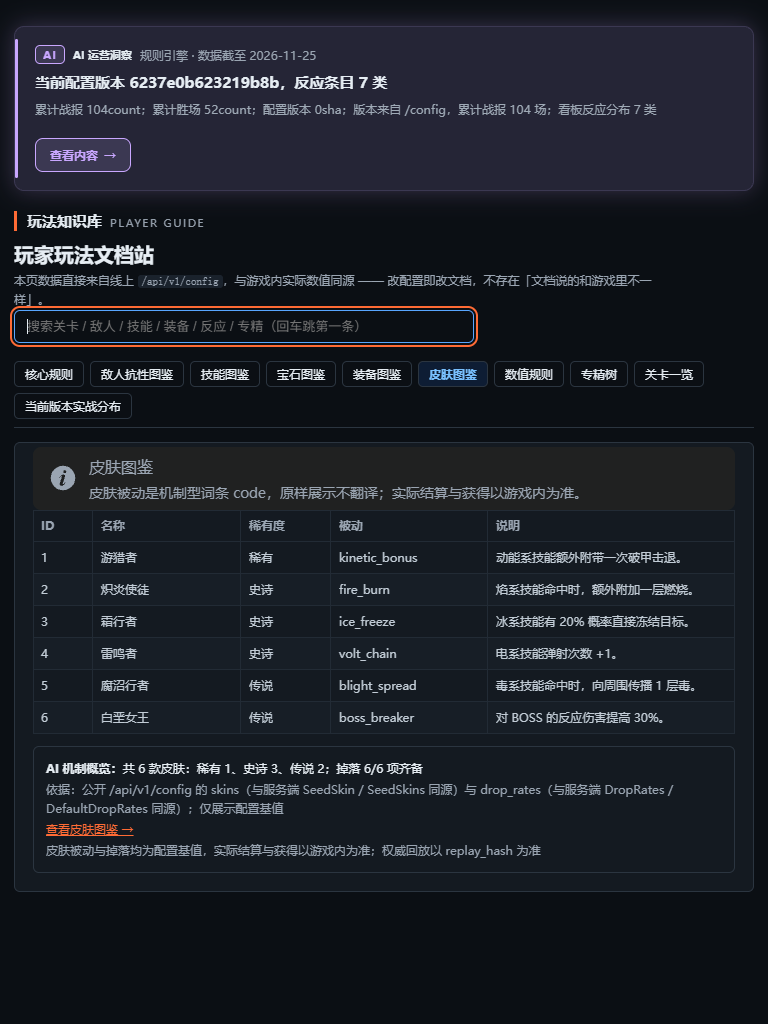 AI AI 运营洞察 规则引擎 · 数据截至 2026-11-25
当前配置版本 6237e0b623219b8b，反应条目 7 类
累计战报 104count；累计胜场 52count；配置版本 0sha；版本来自 /config，累计战报 104 场；看板反应分布 7 类
查看内容 →
玩法知识库 PLAYER GUIDE
玩家玩法文档站
本页数据直接来自线上 /api/v1/config，与游戏内实际数值同源 —— 改配置即改文档，不存在「文档说的和游戏里不一
样」。
搜索关卡 / 敌人 / 技能 / 装备 / 反应 / 专精（回车跳第一条）
核心规则 敌人抗性图鉴 技能图鉴 宝石图鉴 装备图鉴 皮肤图鉴 数值规则 专精树 关卡一览
当前版本实战分布
皮肤图鉴
皮肤被动是机制型词条 code，原样展示不翻译；实际结算与获得以游戏内为准。
ID 名称 稀有度 被动 说明
1 游猎者 稀有 kinetic_bonus 动能系技能额外附带一次破甲击退。
2 炽炎使徒 史诗 fire_burn 焰系技能命中时，额外附加一层燃烧。
3 霜行者 史诗 ice_freeze 冰系技能有 20% 概率直接冻结目标。
4 雷鸣者 史诗 volt_chain 电系技能弹射次数 +1。
5 腐沼行者 传说 blight_spread 毒系技能命中时，向周围传播 1 层毒。
6 白垩女王 传说 boss_breaker 对 BOSS 的反应伤害提高 30%。
AI 机制概览：共 6 款皮肤：稀有 1、史诗 3、传说 2；掉落 6/6 项齐备
依据：公开 /api/v1/config 的 skins（与服务端 SeedSkin / SeedSkins 同源）与 drop_rates（与服务端 DropRates /
DefaultDropRates 同源）；仅展示配置基值
查看皮肤图鉴 →
皮肤被动与掉落均为配置基值，实际结算与获得以游戏内为准；权威回放以 replay_hash 为准